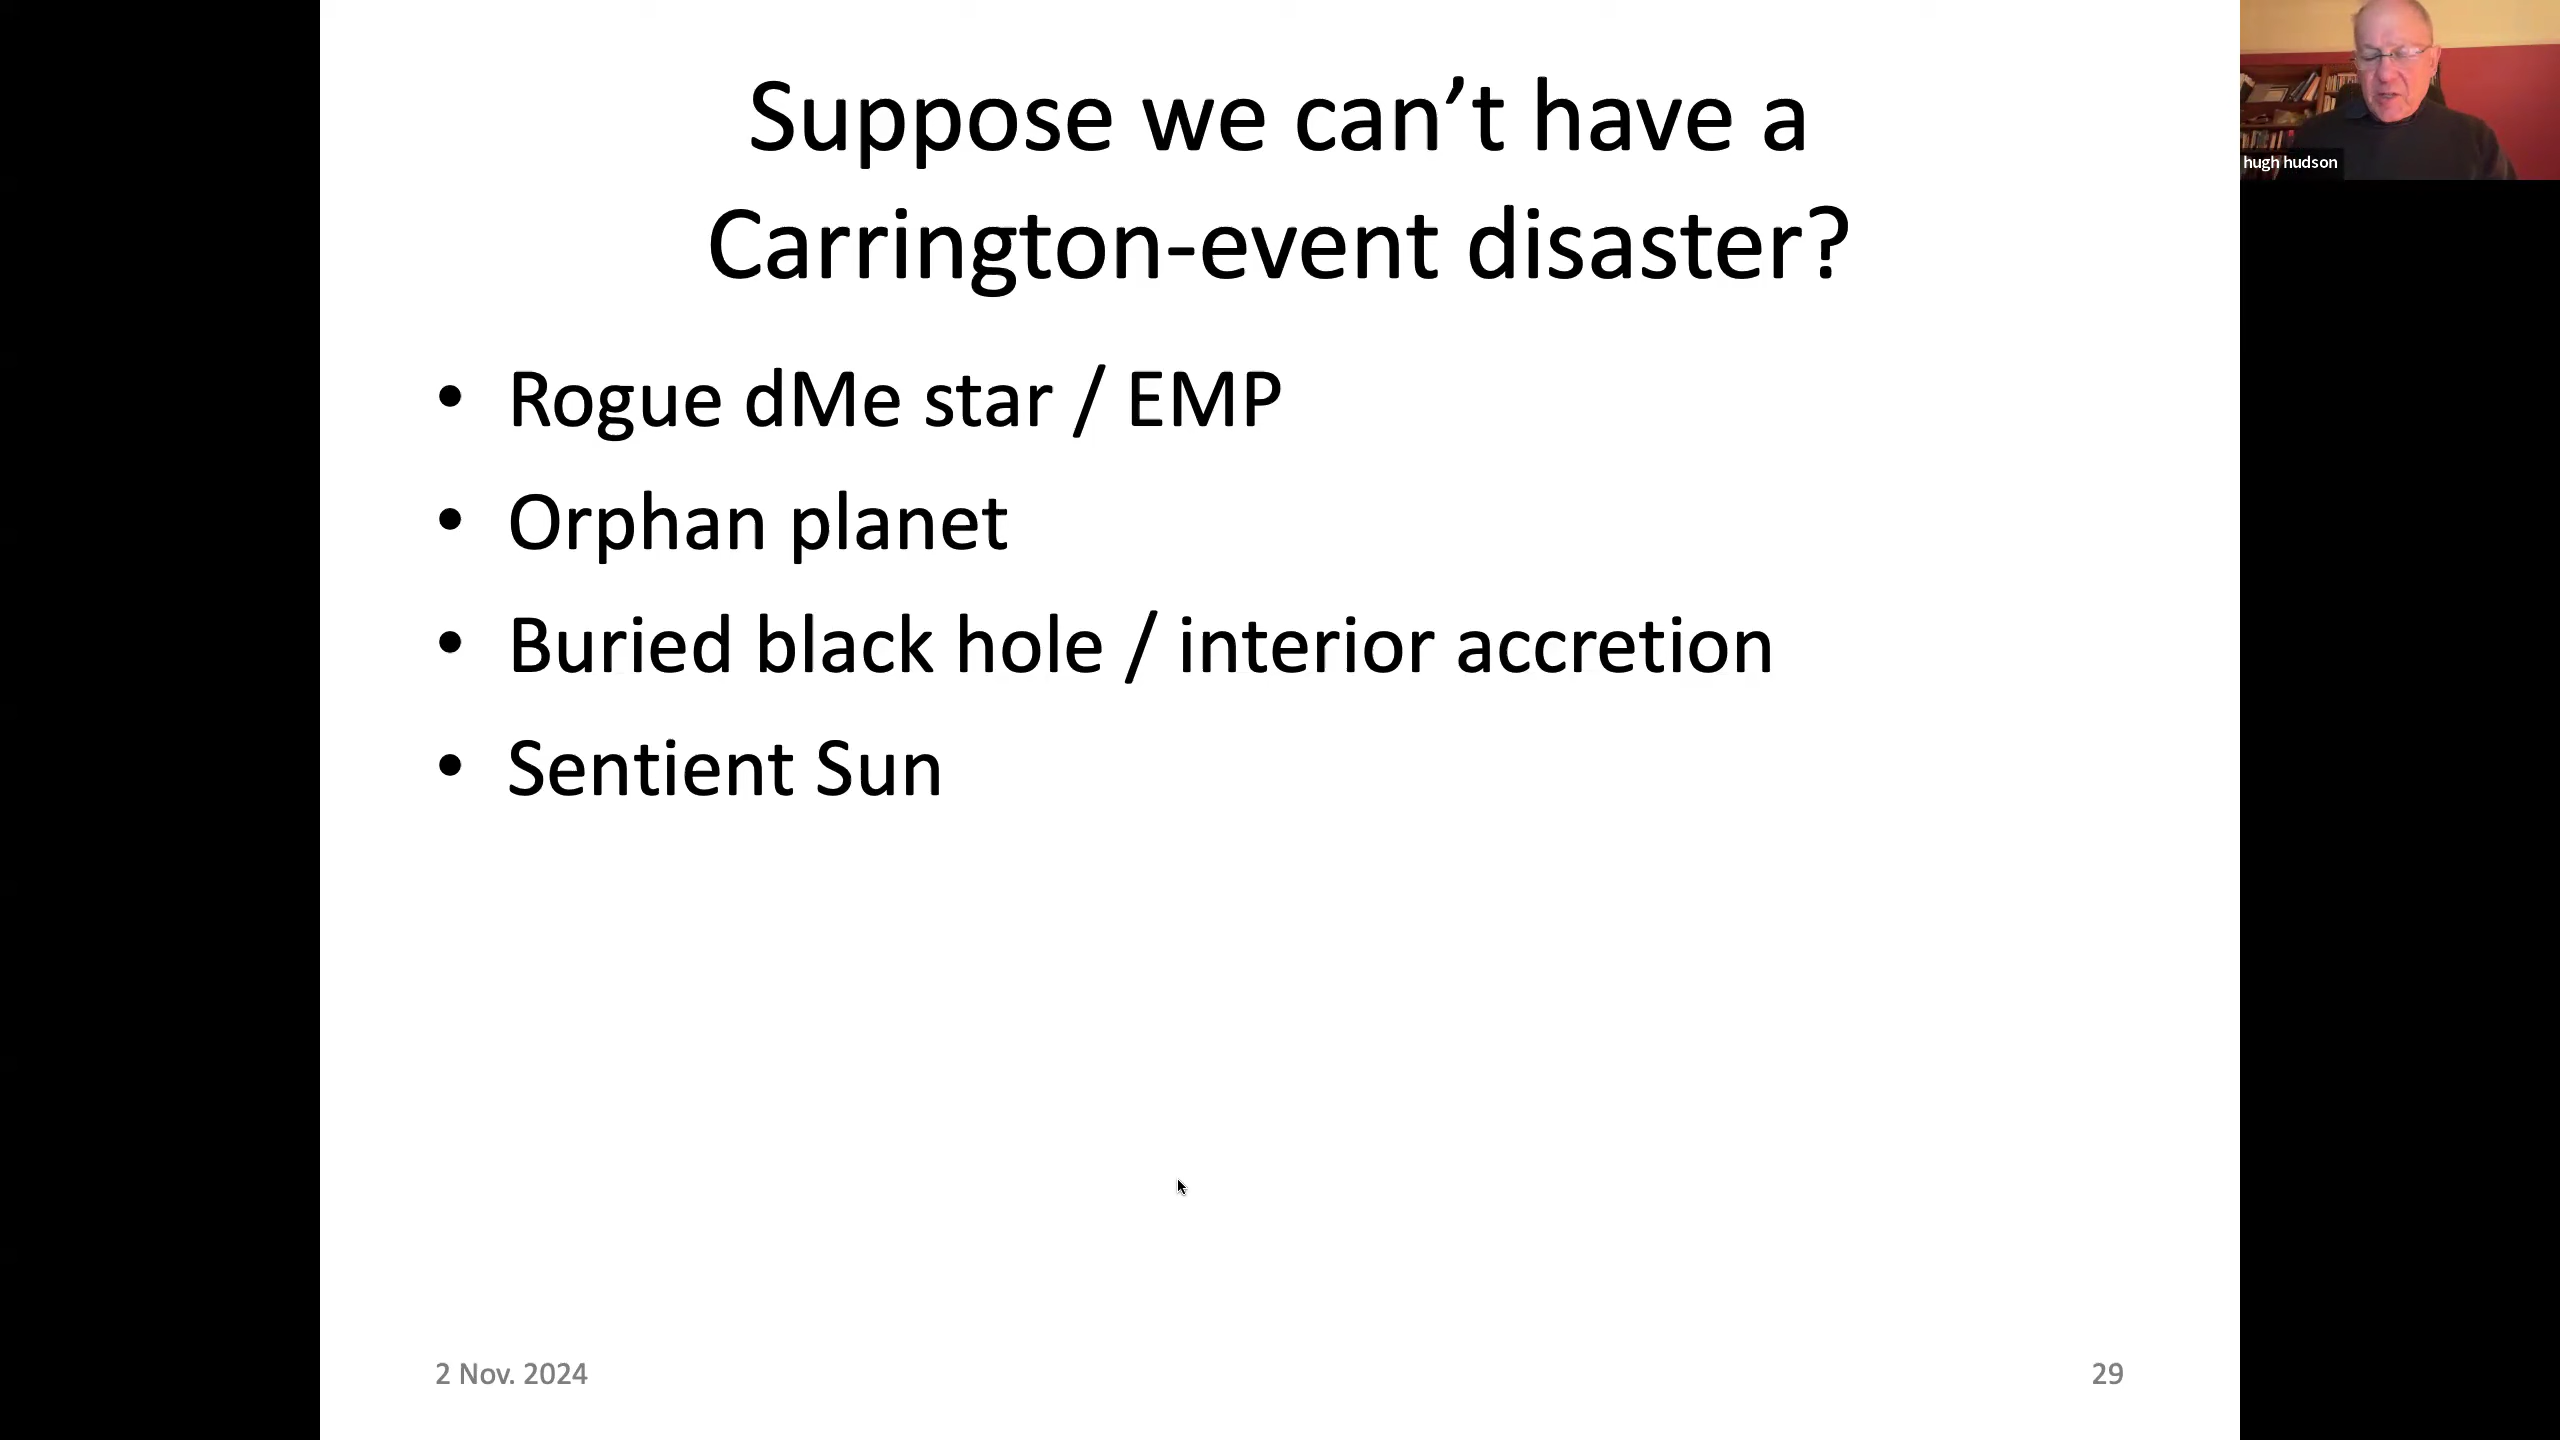 Suppose we can’t have a
Carrington-event disaster?
• Rogue dMe star / EMP
• Orphan planet
• Buried black hole / interior accretion
• Sentient Sun
2 Nov. 2024
29
hugh hudson